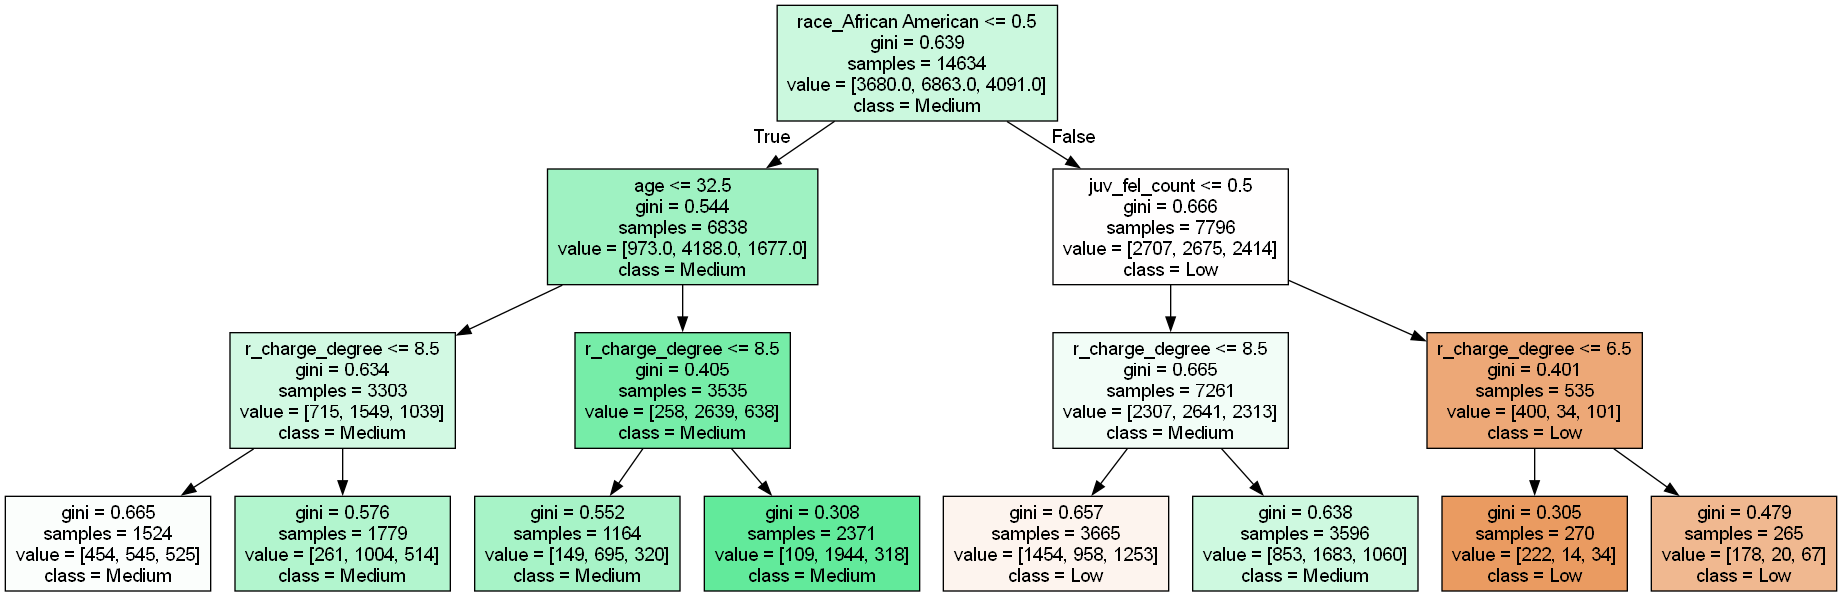 race_African American <= 0.5
gini = 0.639
samples = 14634
value = [3680.0, 6863.0, 4091.0]
class = Medium
True
False
age <= 32.5
gini = 0.544
samples = 6838
value = [973.0, 4188.0, 1677.0]
class = Medium
juv_fel_count <= 0.5
gini = 0.666
samples = 7796
value = [2707, 2675, 2414]
class = Low
r_charge_degree <= 8.5
gini = 0.634
samples = 3303
value = [715, 1549, 1039]
class = Medium
r_charge_degree <= 8.5
gini = 0.405
samples = 3535
value = [258, 2639, 638]
class = Medium
r_charge_degree <= 8.5
gini = 0.665
samples = 7261
value = [2307, 2641, 2313]
class = Medium
r_charge_degree <= 6.5
gini = 0.401
samples = 535
value = [400, 34, 101]
class = Low
gini = 0.665
samples = 1524
value = [454, 545, 525]
class = Medium
gini = 0.576
samples = 1779
value = [261, 1004, 514]
class = Medium
gini = 0.552
samples = 1164
value = [149, 695, 320]
class = Medium
gini = 0.308
samples = 2371
value = [109, 1944, 318]
class = Medium
gini = 0.657
samples = 3665
value = [1454, 958, 1253]
class = Low
gini = 0.638
samples = 3596
value = [853, 1683, 1060]
class = Medium
gini = 0.305
samples = 270
value = [222, 14, 34]
class = Low
gini = 0.479
samples = 265
value = [178, 20, 67]
class = Low